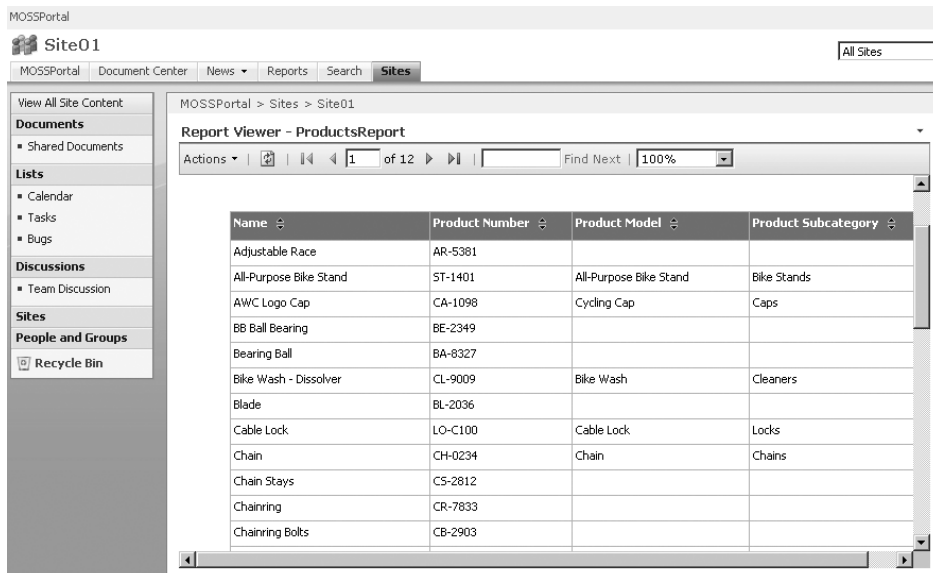 MOSSPortal
Site01
All Sites
MOSSPortal Document Center News Reports Search Sites
View All Site Content
Documents
Shared Documents
Lists
Calendar
Tasks
Bugs
Discussions
Team Discussion
Sites
People and Groups
Recycle Bin
MOSSPortal > Sites > Site01
Report Viewer - ProductsReport
Actions | | 1 of 12 | Find Next | 100%
Name Product Number Product Model Product Subcategory
Adjustable Race AR-5381
All-Purpose Bike Stand ST-1401 All-Purpose Bike Stand Bike Stands
AWC Logo Cap CA-1098 Cycling Cap Caps
BB Ball Bearing BE-2349
Bearing Ball BA-8327
Bike Wash - Dissolver CL-9009 Bike Wash Cleaners
Blade BL-2036
Cable Lock LO-C100 Cable Lock Locks
Chain CH-0234 Chain Chains
Chain Stays CS-2812
Chainring CR-7833
Chainring Bolts CB-2903